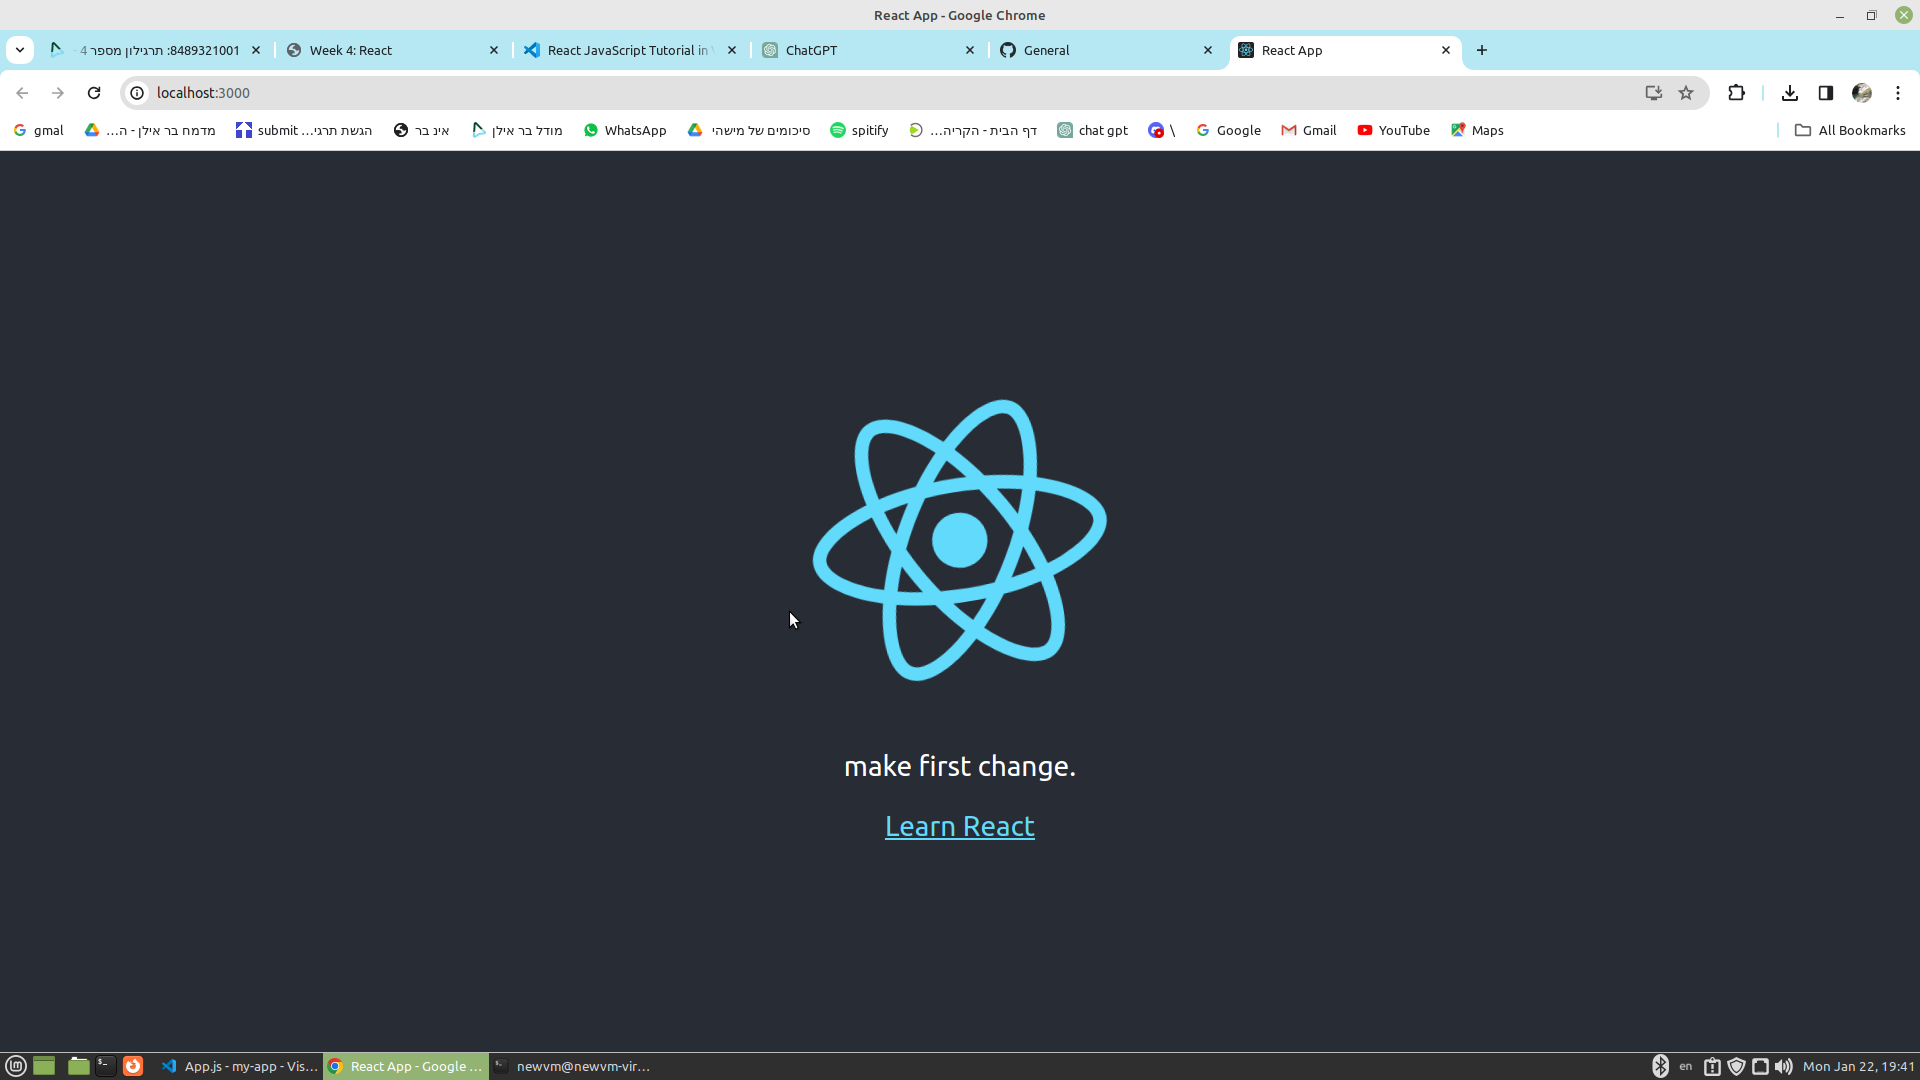 React App - Google Chrome
8489321001: תרגילון מספר 4 -
Week 4: React
React JavaScript Tutorial in
ChatGPT
General
React App
localhost:3000
gmal
מדמח בר אילן - ה...
submit הגשת תרגי...
אינ בר
מודל בר אילן
WhatsApp
סיכומים של מישהי
spitify
דף הבית - הקריה...
chat gpt
\
Google
Gmail
YouTube
Maps
All Bookmarks
make first change.
Learn React
App.js - my-app - Vis...
React App - Google ...
newvm@newvm-vir...
en
Mon Jan 22, 19:41